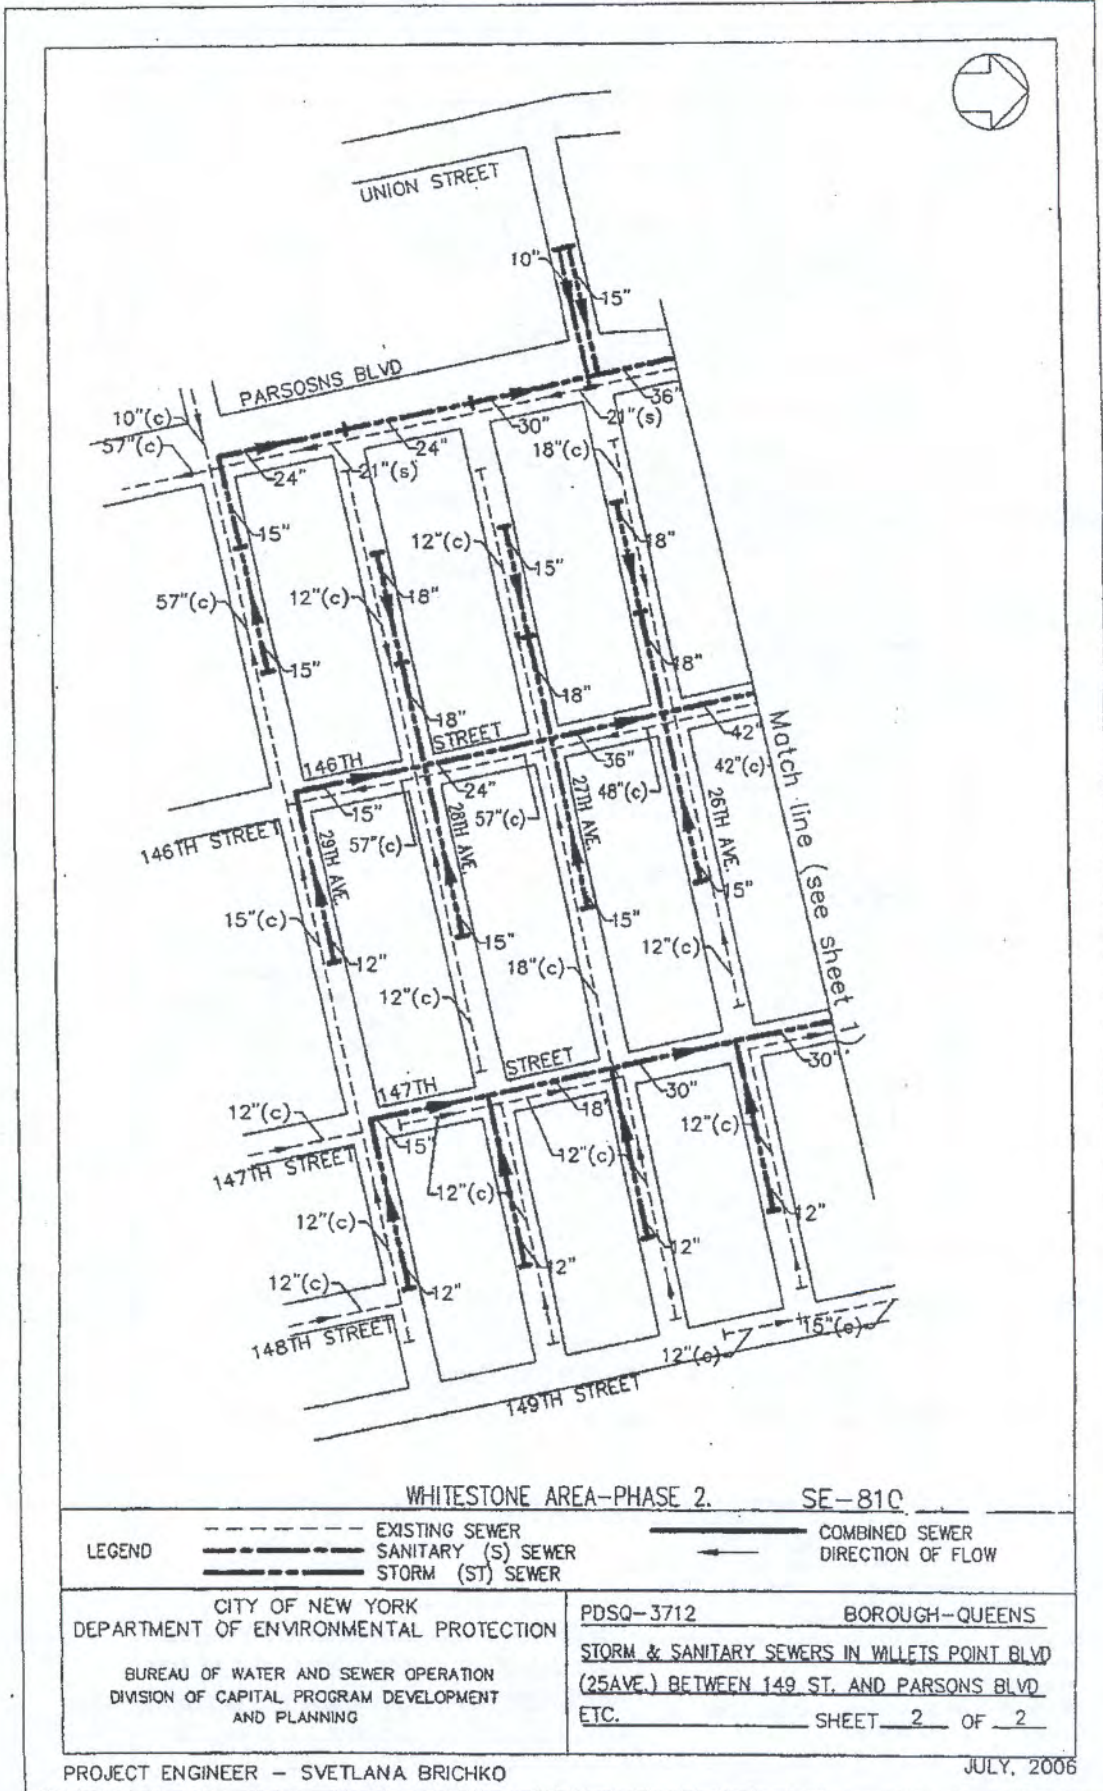 UNION STREET
10"
15"
PARSOSNS BLVD
36"
10"(c)
30"
21"(s)
57"(c)
24"
18"(c)
24"
21"(s)
15"
12"(c)
18"
15"
57"(c)
12"(c)
18"
15"
18"
18"
18"
STREET
42"
Match line (see sheet 1)
146TH
36"
42"(c)
24"
48"(c)
15"
27TH AVE.
26TH AVE.
28TH AVE.
57"(c)
146TH STREET
57"(c)
29TH AVE.
15"
15"(c)
15"
15"
12"(c)
12"
18"(c)
12"(c)
STREET
30"
147TH
30"
12"(c)
18"
15"
12"(c)
12"(c)
147TH STREET
12"(c)
12"(c)
12"
12"
12"
12"(c)
12"
148TH STREET
15"(c)
12"(c)
149TH STREET
WHITESTONE AREA-PHASE 2. SE-810
LEGEND
EXISTING SEWER
SANITARY (S) SEWER
STORM (ST) SEWER
COMBINED SEWER
DIRECTION OF FLOW
CITY OF NEW YORK
DEPARTMENT OF ENVIRONMENTAL PROTECTION
BUREAU OF WATER AND SEWER OPERATION
DIVISION OF CAPITAL PROGRAM DEVELOPMENT
AND PLANNING
PDSQ-3712 BOROUGH-QUEENS
STORM & SANITARY SEWERS IN WILLETS POINT BLVD
(25AVE.) BETWEEN 149 ST. AND PARSONS BLVD
ETC. SHEET 2 OF 2
PROJECT ENGINEER - SVETLANA BRICHKO
JULY, 2006